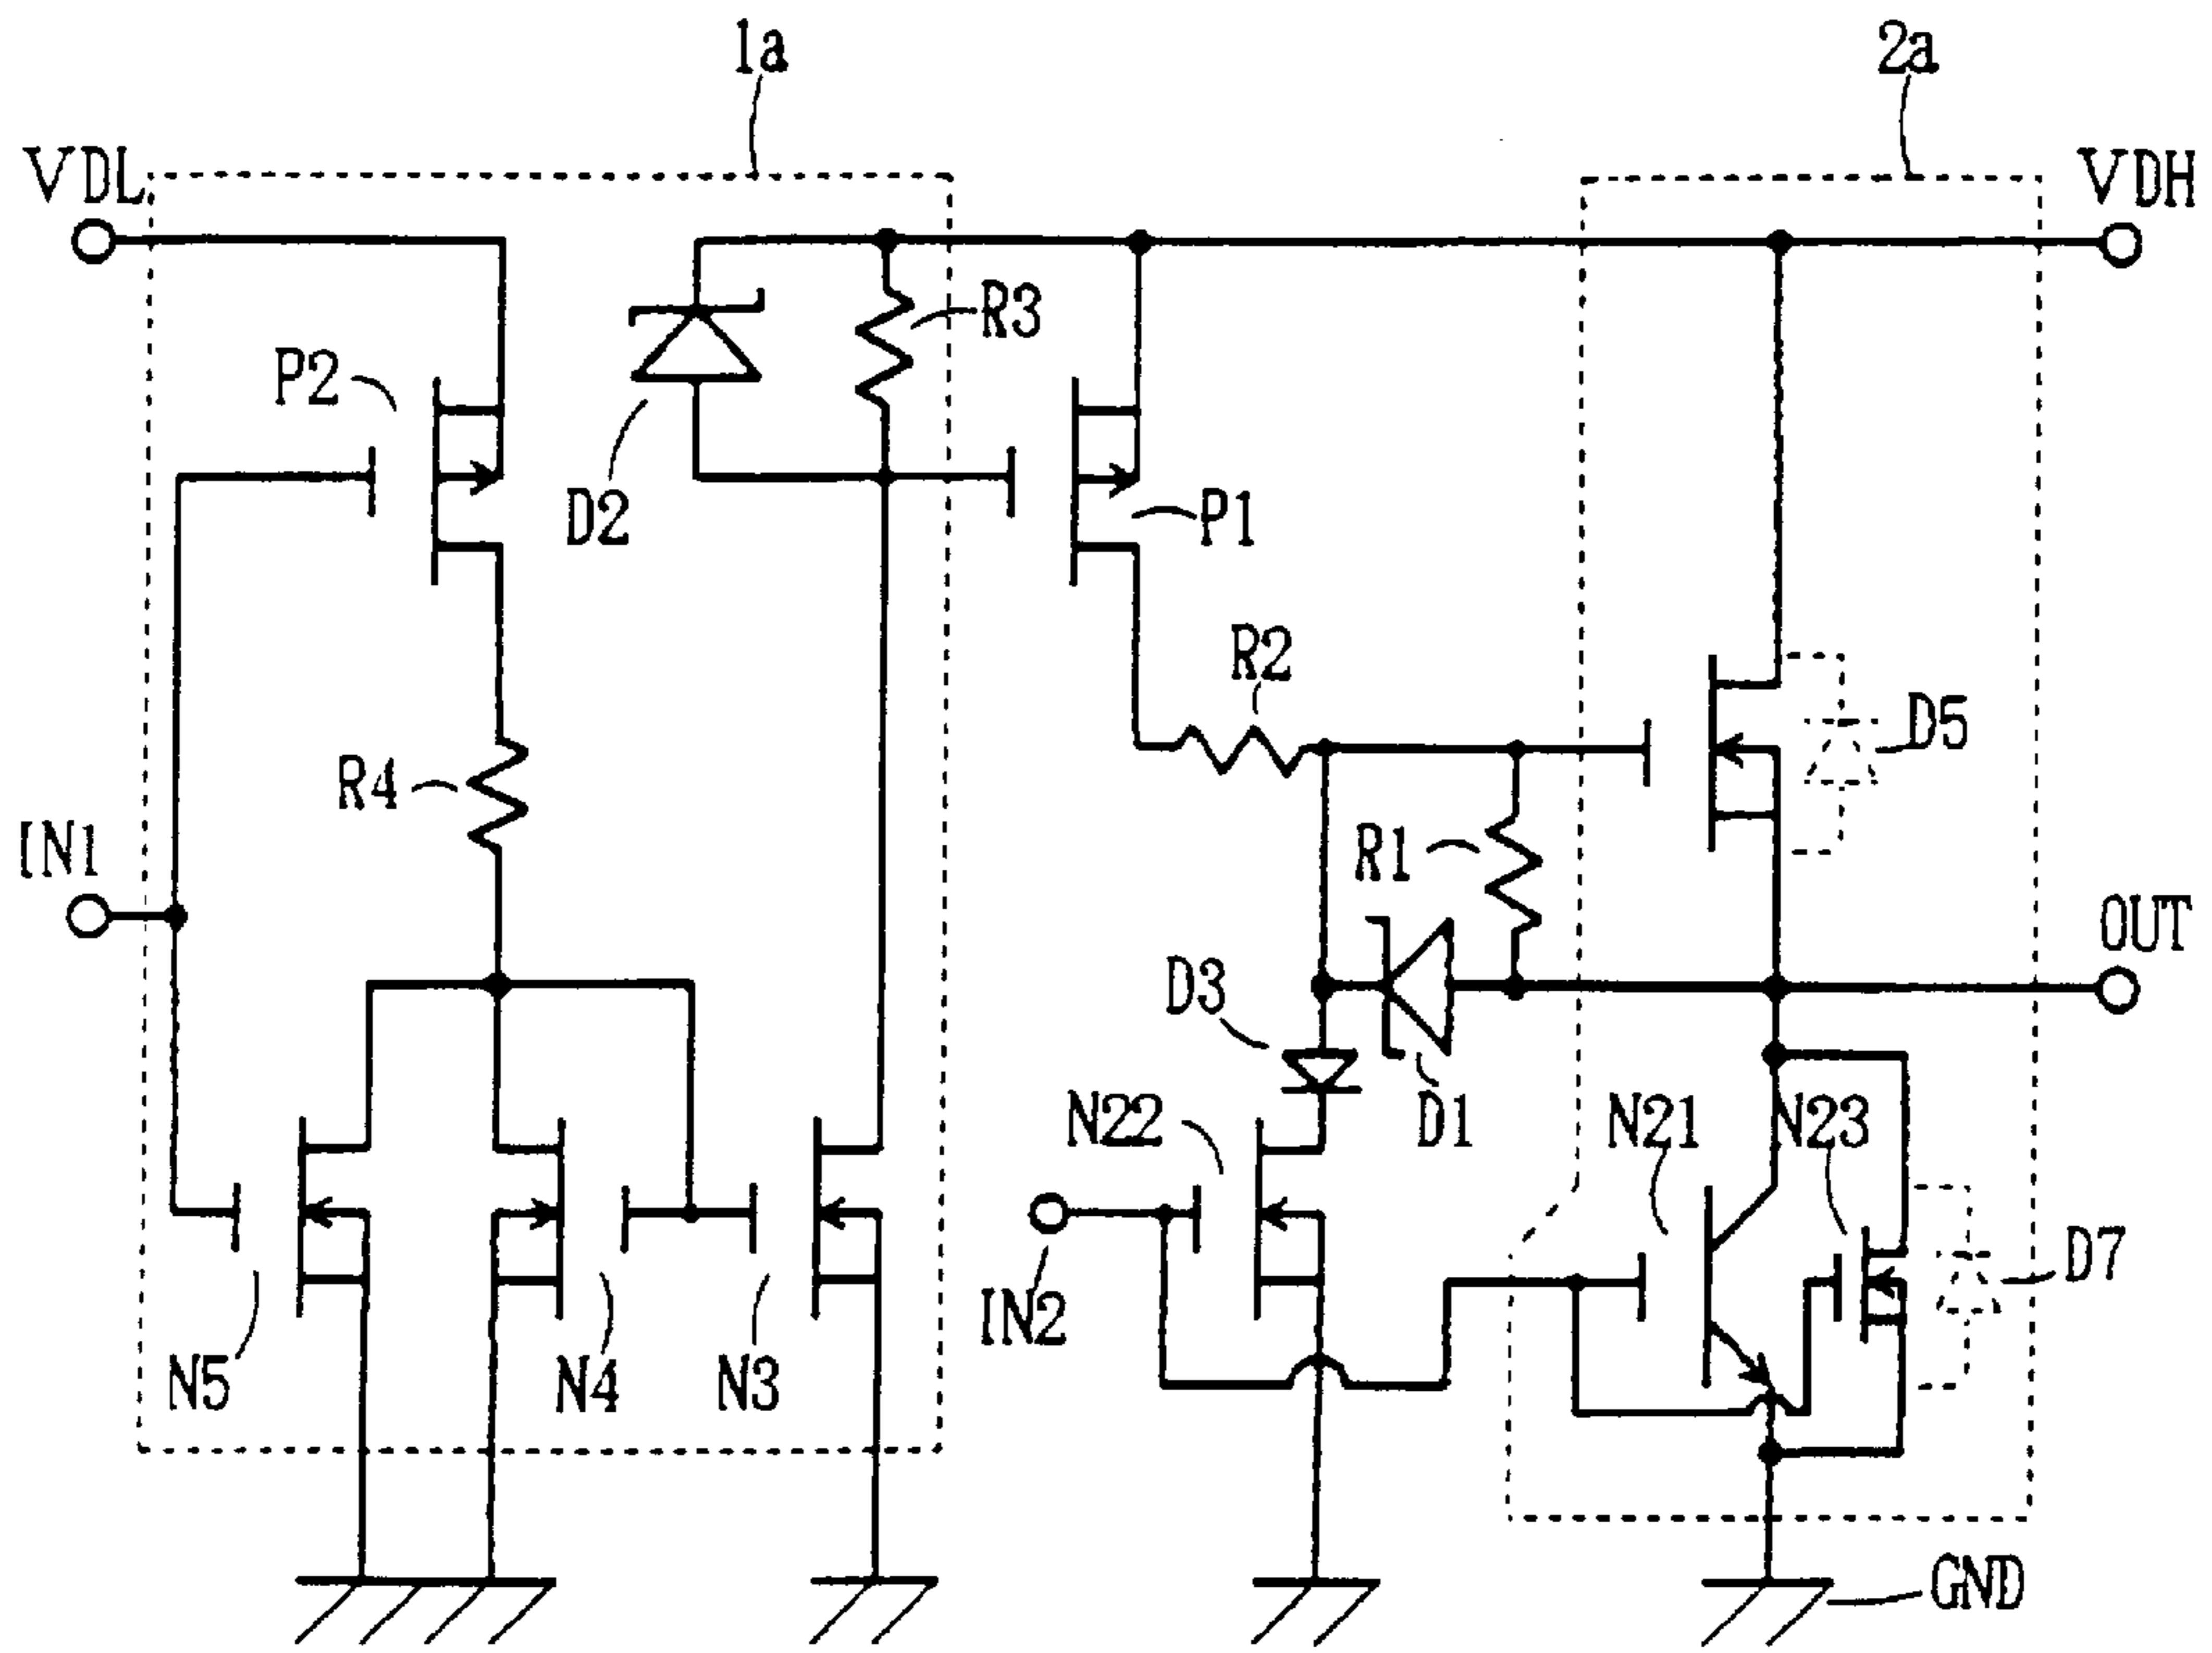 1a
2a
VDL
VDH
R3
P2
D2
P1
R2
D5
R4
IN1
R1
OUT
D3
N22
D1
N21
N23
D7
IN2
N5
N4
N3
GND